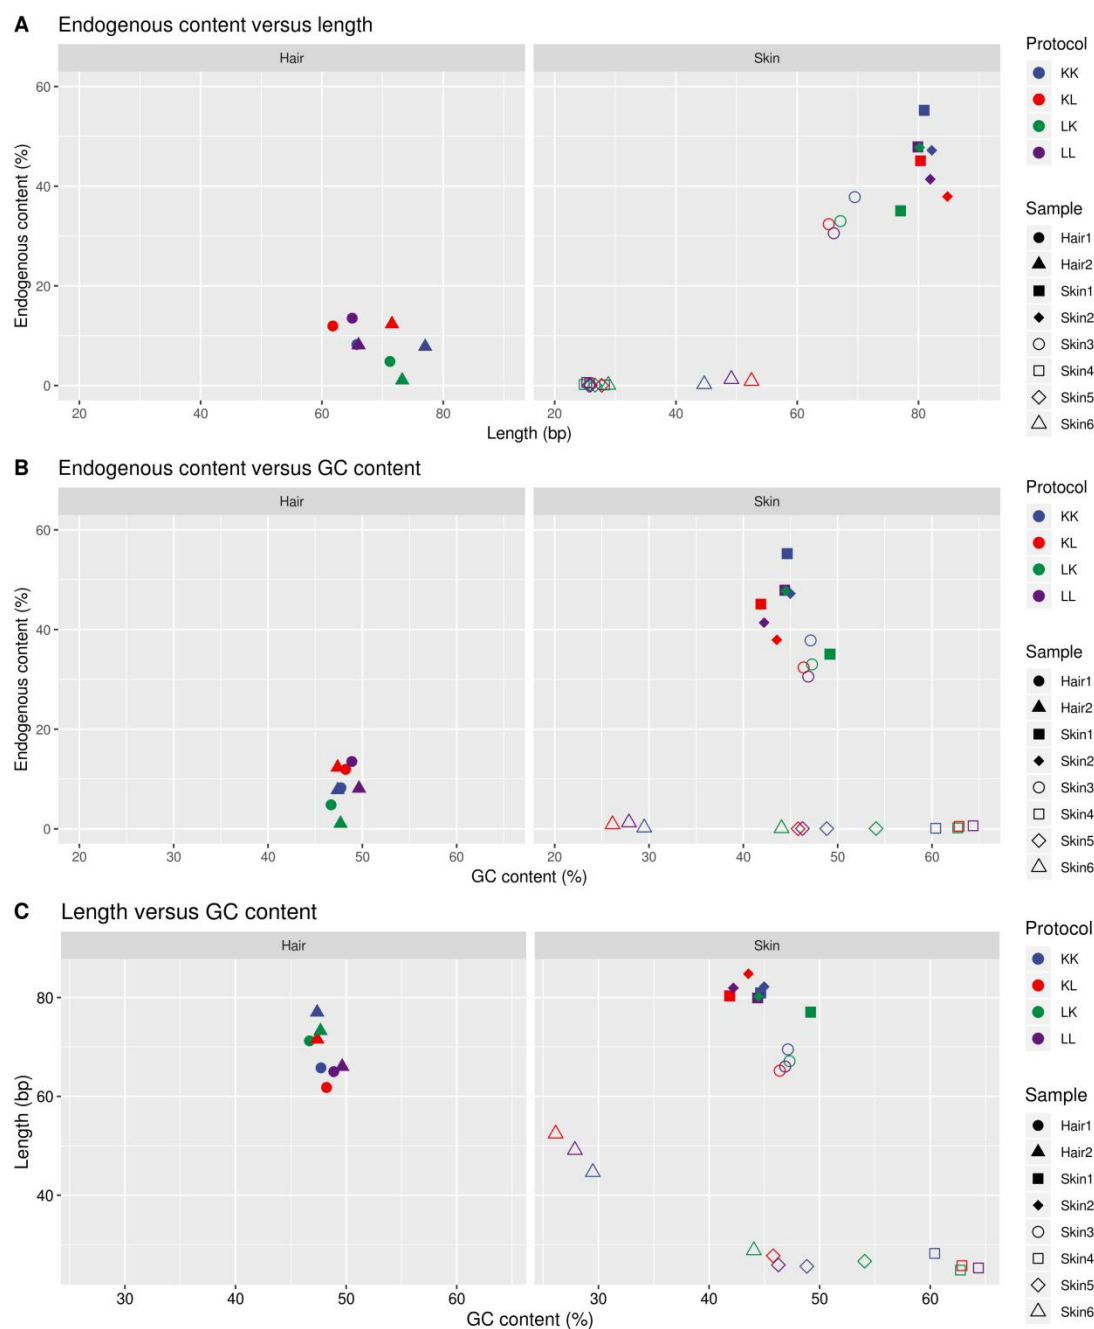 A Endogenous content versus length
Hair Skin
Protocol
KK
KL
LK
LL
Sample
Hair1
Hair2
Skin1
Skin2
Skin3
Skin4
Skin5
Skin6
60
40
20
0
Endogenous content (%)
20 40 60 80 20 40 60 80
Length (bp)
B Endogenous content versus GC content
Hair Skin
Protocol
KK
KL
LK
LL
Sample
Hair1
Hair2
Skin1
Skin2
Skin3
Skin4
Skin5
Skin6
60
40
20
0
Endogenous content (%)
20 30 40 50 60 20 30 40 50 60
GC content (%)
C Length versus GC content
Hair Skin
Protocol
KK
KL
LK
LL
Sample
Hair1
Hair2
Skin1
Skin2
Skin3
Skin4
Skin5
Skin6
80
60
40
Length (bp)
30 40 50 60 30 40 50 60
GC content (%)